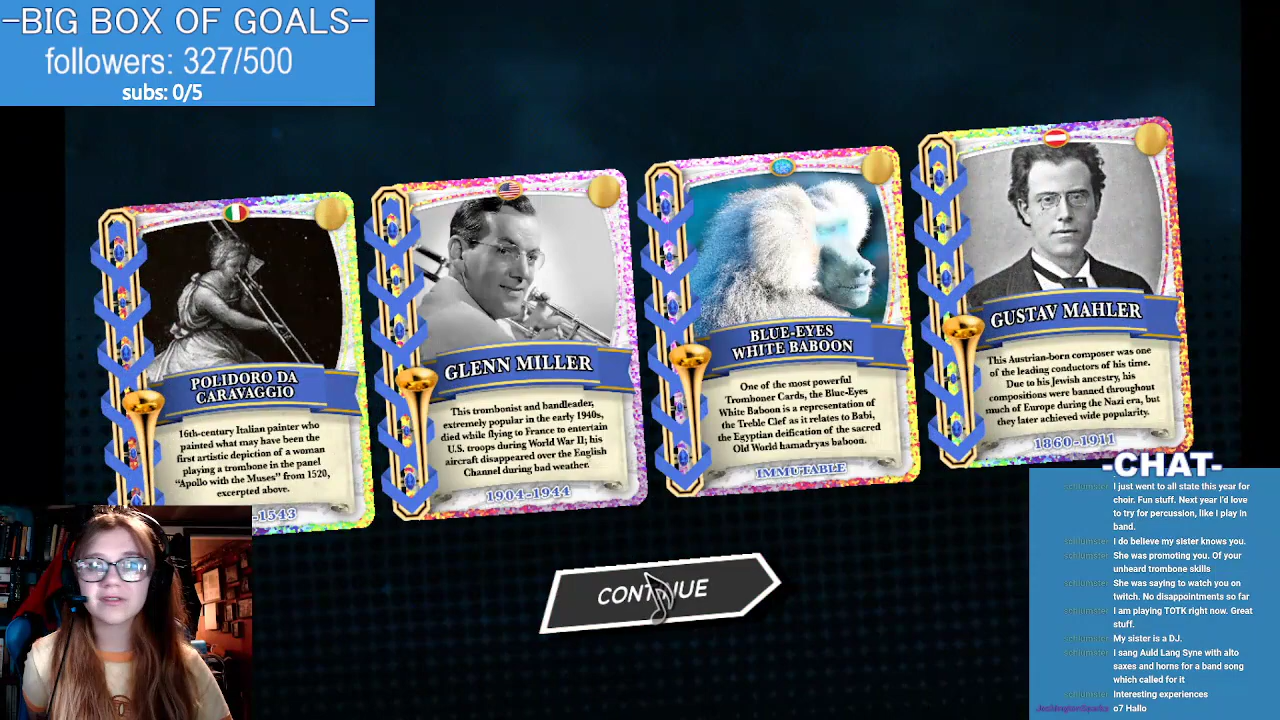 -BIG BOX OF GOALS-
followers: 327/500
subs: 0/5
POLIDORO DA
CARAVAGGIO
16th-century Italian painter who
painted what may have been the
first artistic depiction of a woman
playing a trombone in the panel
“Apollo with the Muses” from 1520,
excerpted above.
-1543
GLENN MILLER
This trombonist and bandleader,
extremely popular in the early 1940s,
died while flying to France to entertain
U.S. troops during World War II; his
aircraft disappeared over the English
Channel during bad weather.
1904-1944
BLUE-EYES
WHITE BABOON
One of the most powerful
Tromboner Cards, the Blue-Eyes
White Baboon is a representation of
the Treble Clef as it relates to Babi,
the Egyptian deification of the sacred
Old World hamadryas baboon.
IMMUTABLE
GUSTAV MAHLER
This Austrian-born composer was one
of the leading conductors of his time.
Due to his Jewish ancestry, his
compositions were banned throughout
much of Europe during the Nazi era, but
they later achieved wide popularity.
1860-1911
CONTINUE
-CHAT-
schlumster I just went to all state this year for
choir. Fun stuff. Next year I'd love
to try for percussion, like I play in
band.
schlumster I do believe my sister knows you.
schlumster She was promoting you. Of your
unheard trombone skills
schlumster She was saying to watch you on
twitch. No disappointments so far
schlumster I am playing TOTK right now. Great
stuff.
schlumster My sister is a DJ.
schlumster I sang Auld Lang Syne with alto
saxes and horns for a band song
which called for it
schlumster Interesting experiences
o7 Hallo